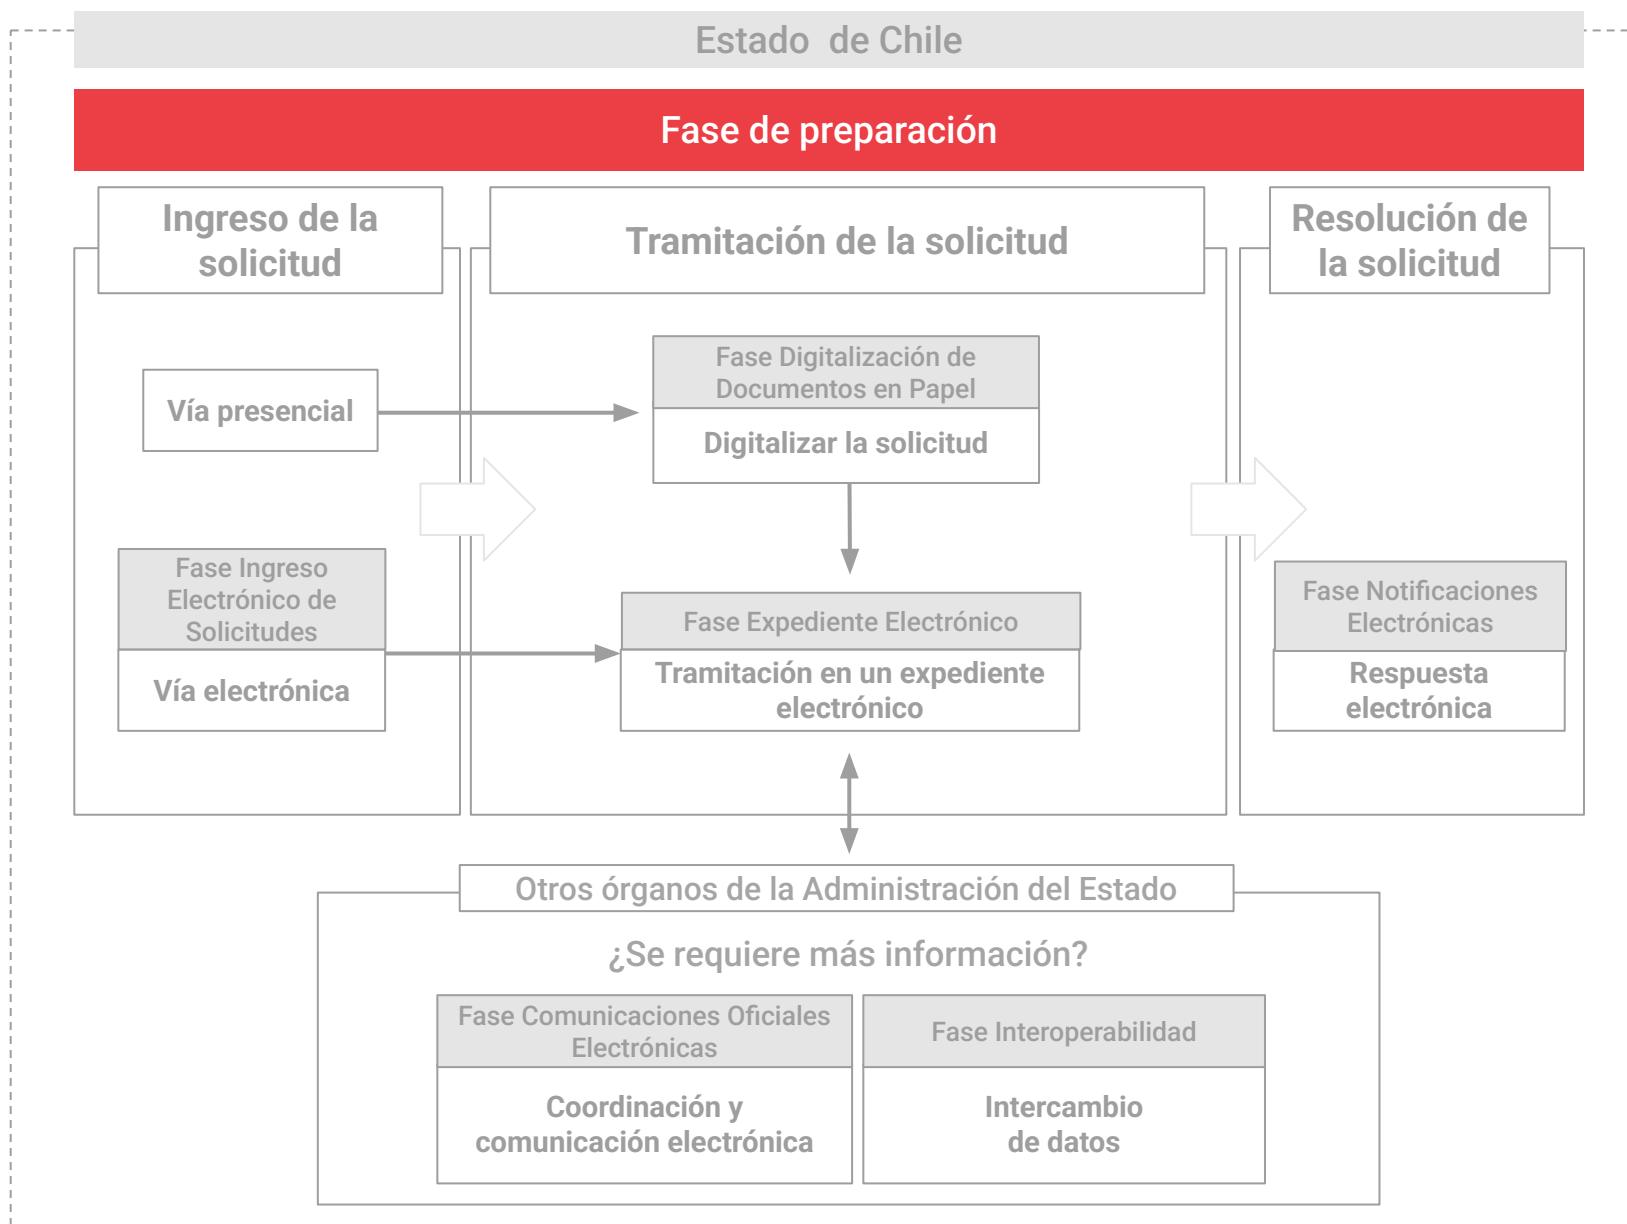 Estado de Chile
Fase de preparación
Ingreso de la
solicitud
Tramitación de la solicitud
Resolución de
la solicitud
Vía presencial
Fase Digitalización de
Documentos en Papel
Digitalizar la solicitud
Fase Ingreso
Electrónico de
Solicitudes
Vía electrónica
Fase Expediente Electrónico
Tramitación en un expediente
electrónico
Fase Notificaciones
Electrónicas
Respuesta
electrónica
Otros órganos de la Administración del Estado
¿Se requiere más información?
Fase Comunicaciones Oficiales
Electrónicas
Coordinación y
comunicación electrónica
Fase Interoperabilidad
Intercambio
de datos